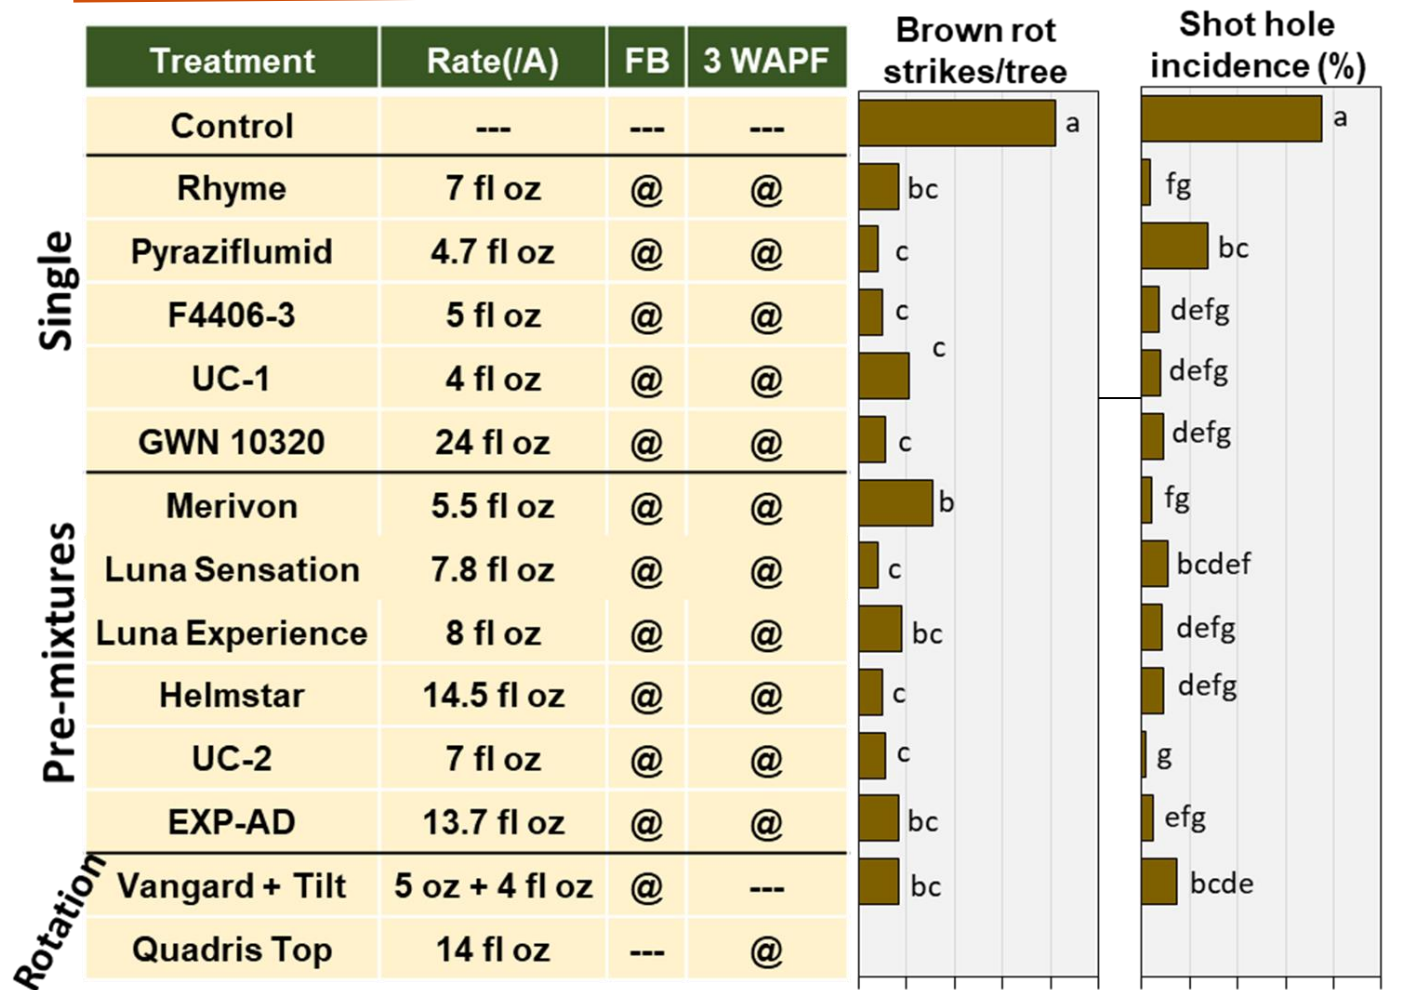 Treatment Rate(/A) FB 3 WAPF Brown rot strikes/tree Shot hole incidence (%)
Control --- --- --- a a
Single
Rhyme 7 fl oz @ @ bc fg
Pyraziflumid 4.7 fl oz @ @ c bc
F4406-3 5 fl oz @ @ c defg
UC-1 4 fl oz @ @ c defg
GWN 10320 24 fl oz @ @ c defg
Pre-mixtures
Merivon 5.5 fl oz @ @ b fg
Luna Sensation 7.8 fl oz @ @ c bcdef
Luna Experience 8 fl oz @ @ bc defg
Helmstar 14.5 fl oz @ @ c defg
UC-2 7 fl oz @ @ c g
EXP-AD 13.7 fl oz @ @ bc efg
Rotation
Vangard + Tilt 5 oz + 4 fl oz @ --- bc bcde
Quadris Top 14 fl oz --- @